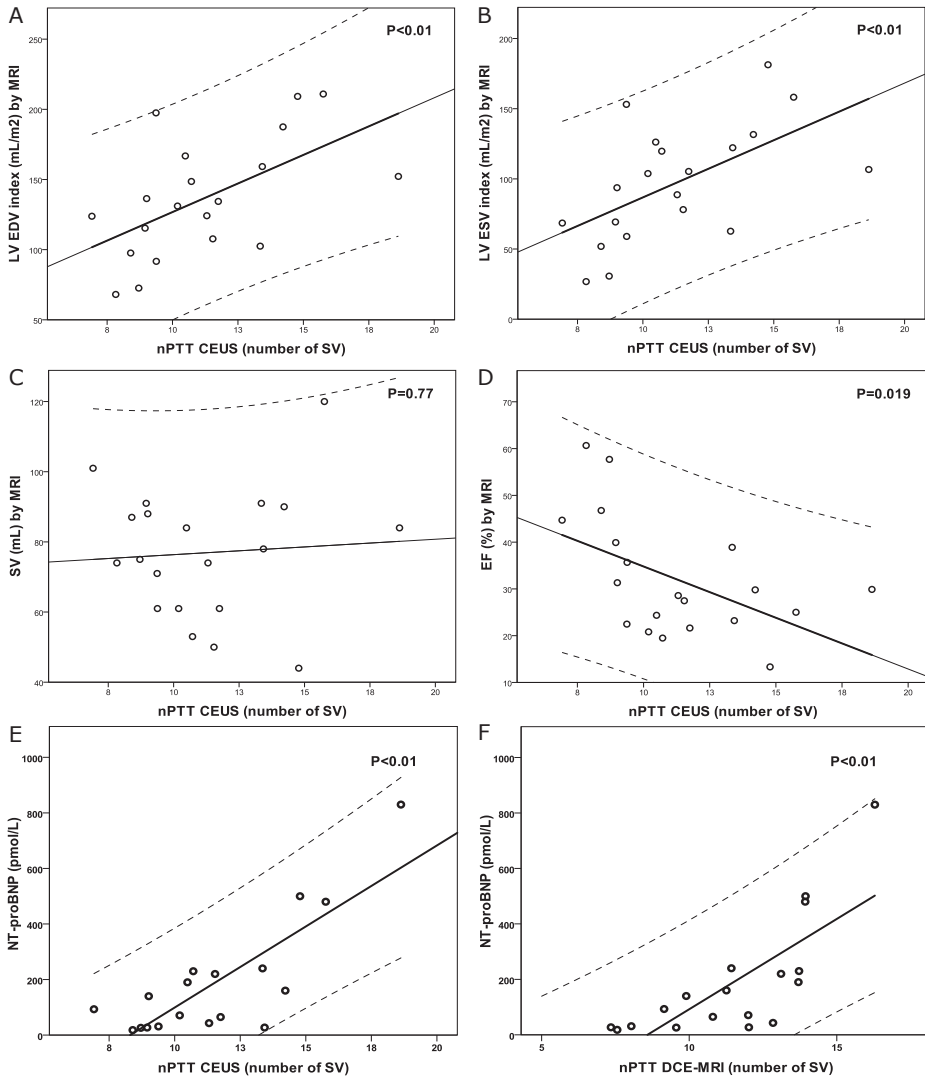 A
P<0.01
LV EDV index (mL/m2) by MRI
250
200
150
100
50
8
10
13
15
18
20
nPTT CEUS (number of SV)
B
P<0.01
LV ESV index (mL/m2) by MRI
200
150
100
50
0
8
10
13
15
18
20
nPTT CEUS (number of SV)
C
P=0.77
SV (mL) by MRI
120
100
80
60
40
8
10
13
15
18
20
nPTT CEUS (number of SV)
D
P=0.019
EF (%) by MRI
70
60
50
40
30
20
10
8
10
13
15
18
20
nPTT CEUS (number of SV)
E
P<0.01
NT-proBNP (pmol/L)
1000
800
600
400
200
0
8
10
13
15
18
20
nPTT CEUS (number of SV)
F
P<0.01
NT-proBNP (pmol/L)
1000
800
600
400
200
0
5
10
15
nPTT DCE-MRI (number of SV)